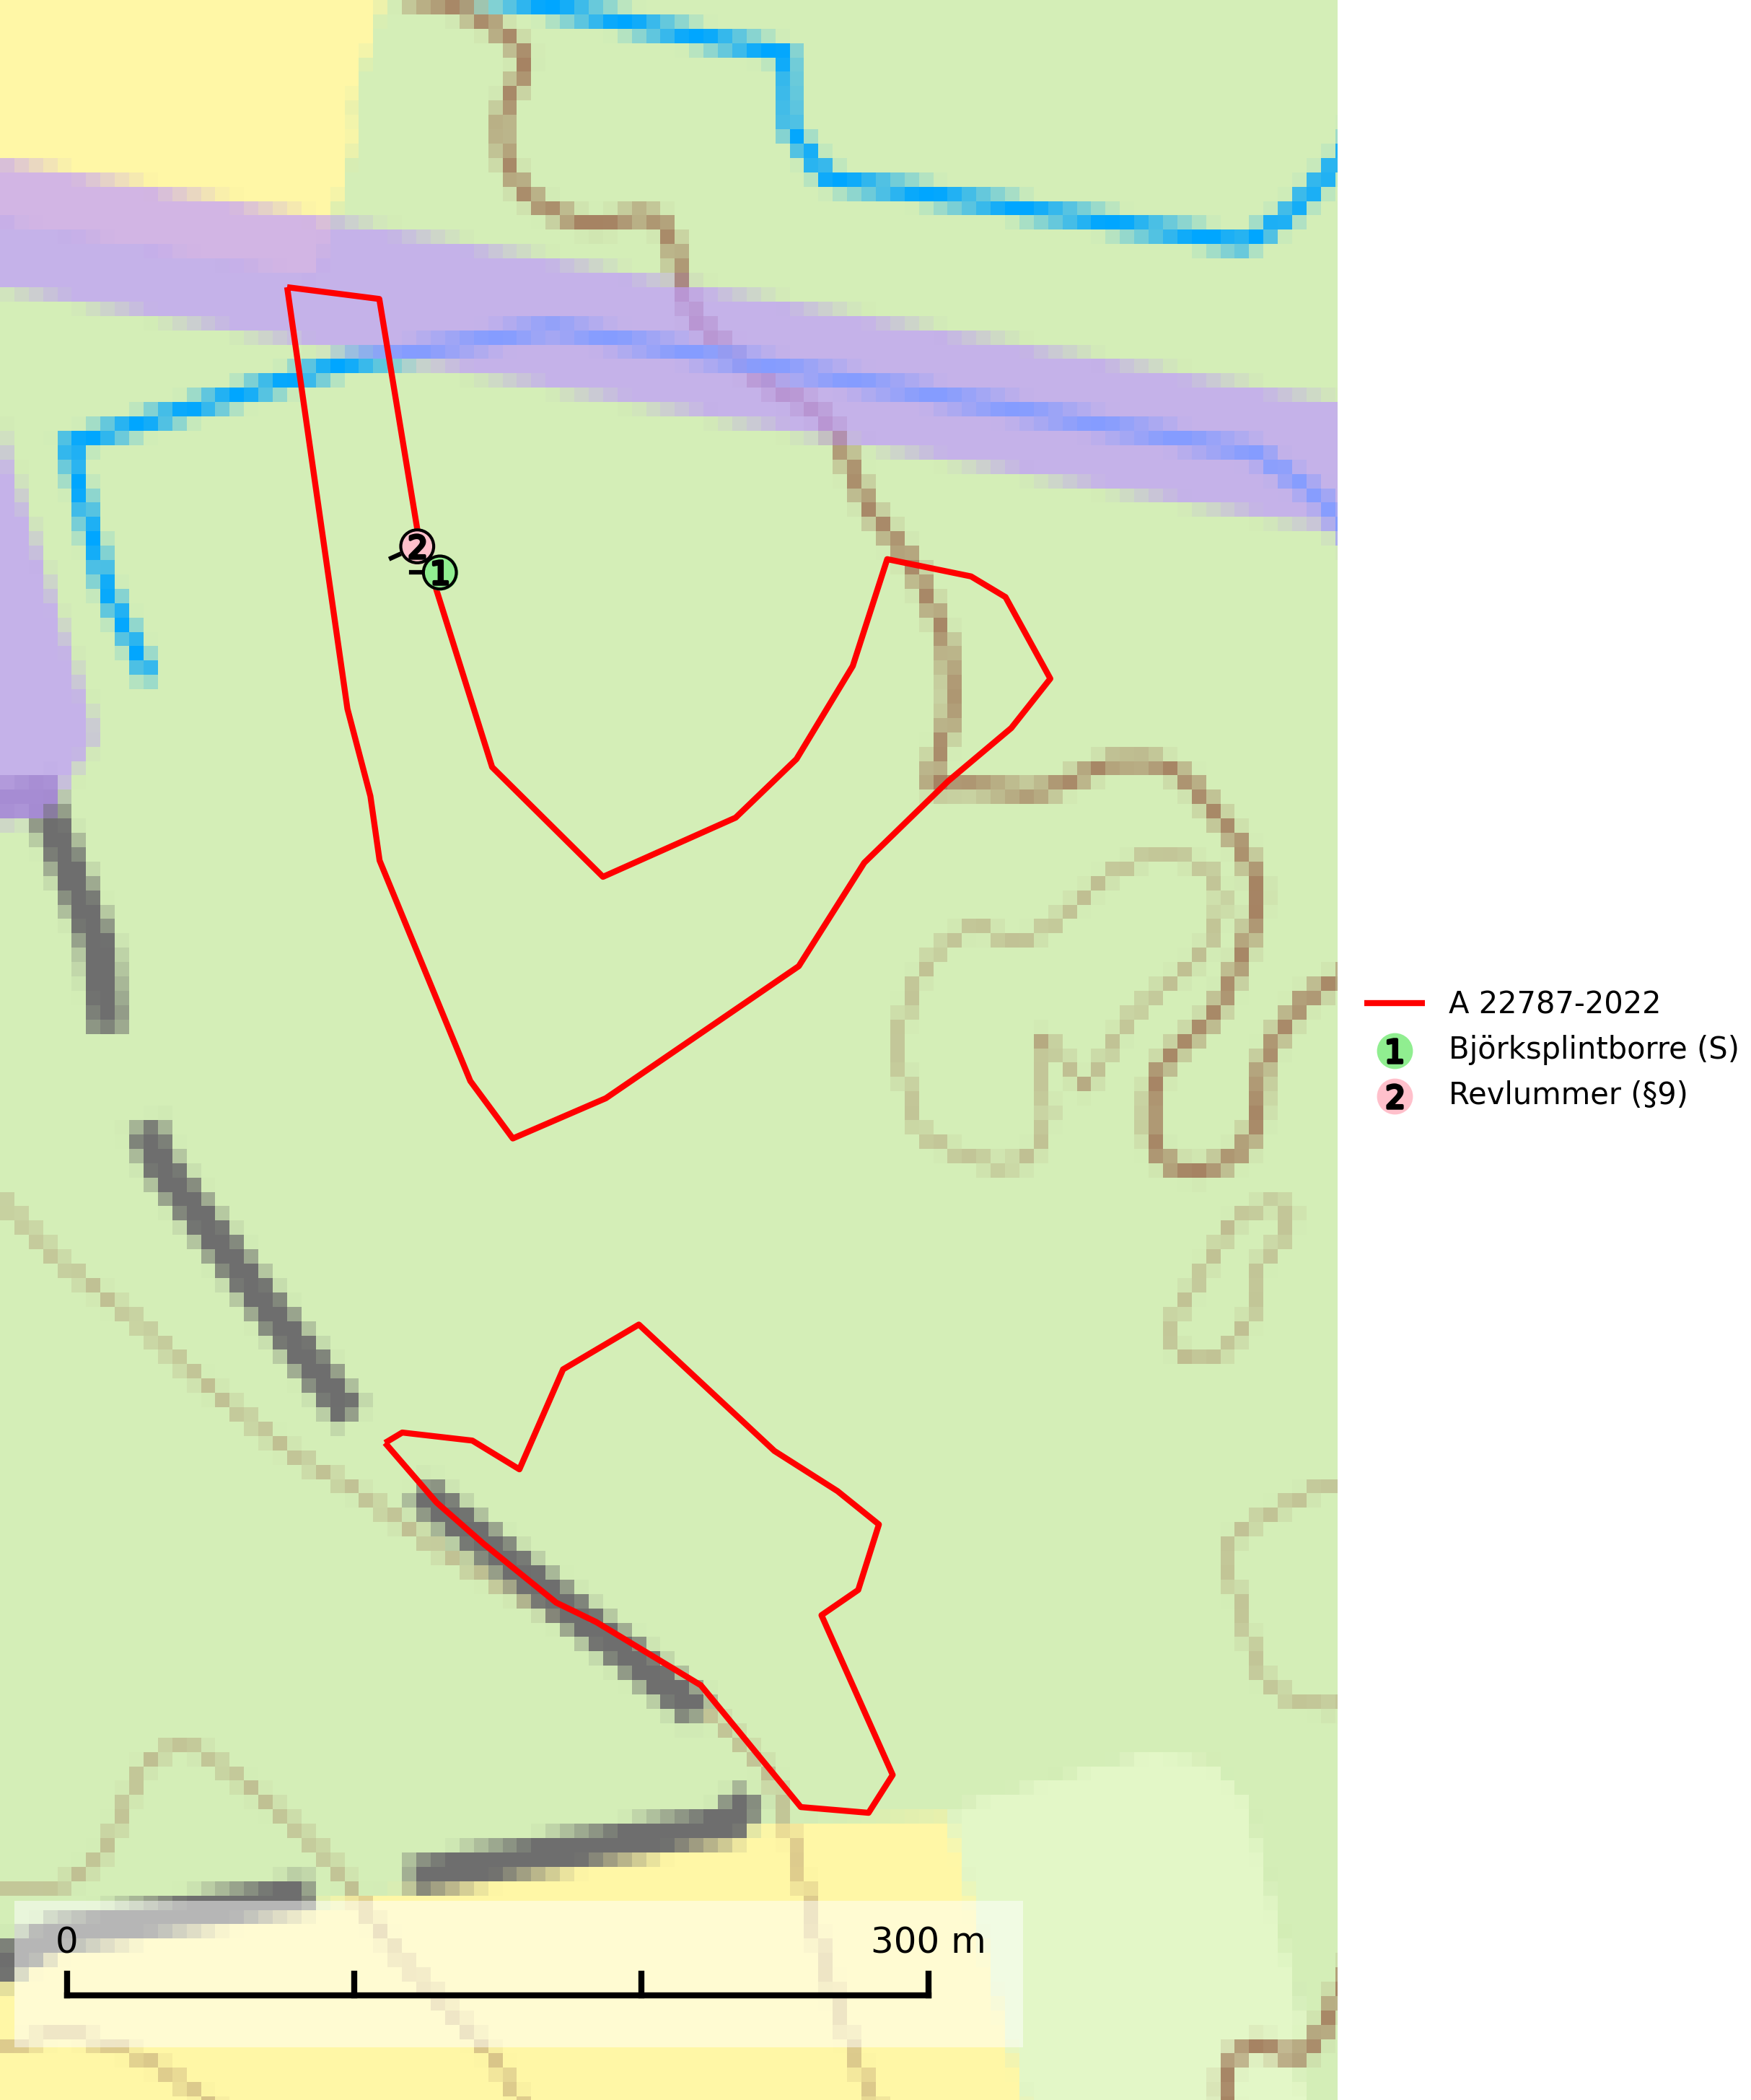 2
1
A 22787-2022
1 Björksplintborre (S)
2 Revlummer (§9)
0 300 m